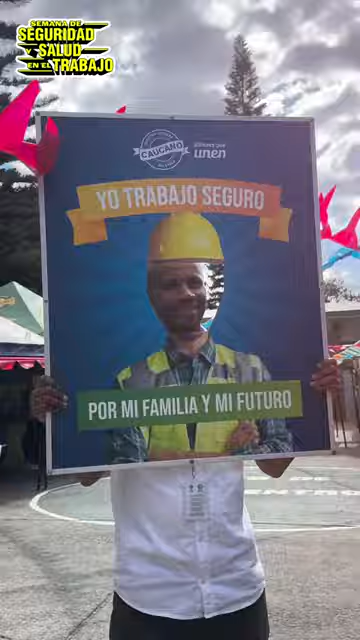 SEMANA DE
SEGURIDAD
Y SALUD
EN EL TRABAJO
CAUCANO
unen
YO TRABAJO SEGURO
POR MI FAMILIA Y MI FUTURO